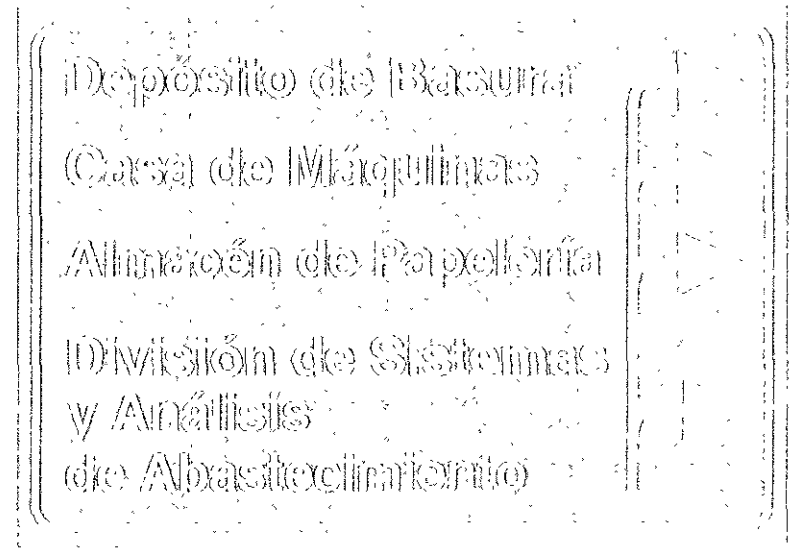 Depósito de Basura
Casa de Máquinas
Almacén de Papelería
División de Sistemas
y Análisis
de Abastecimiento